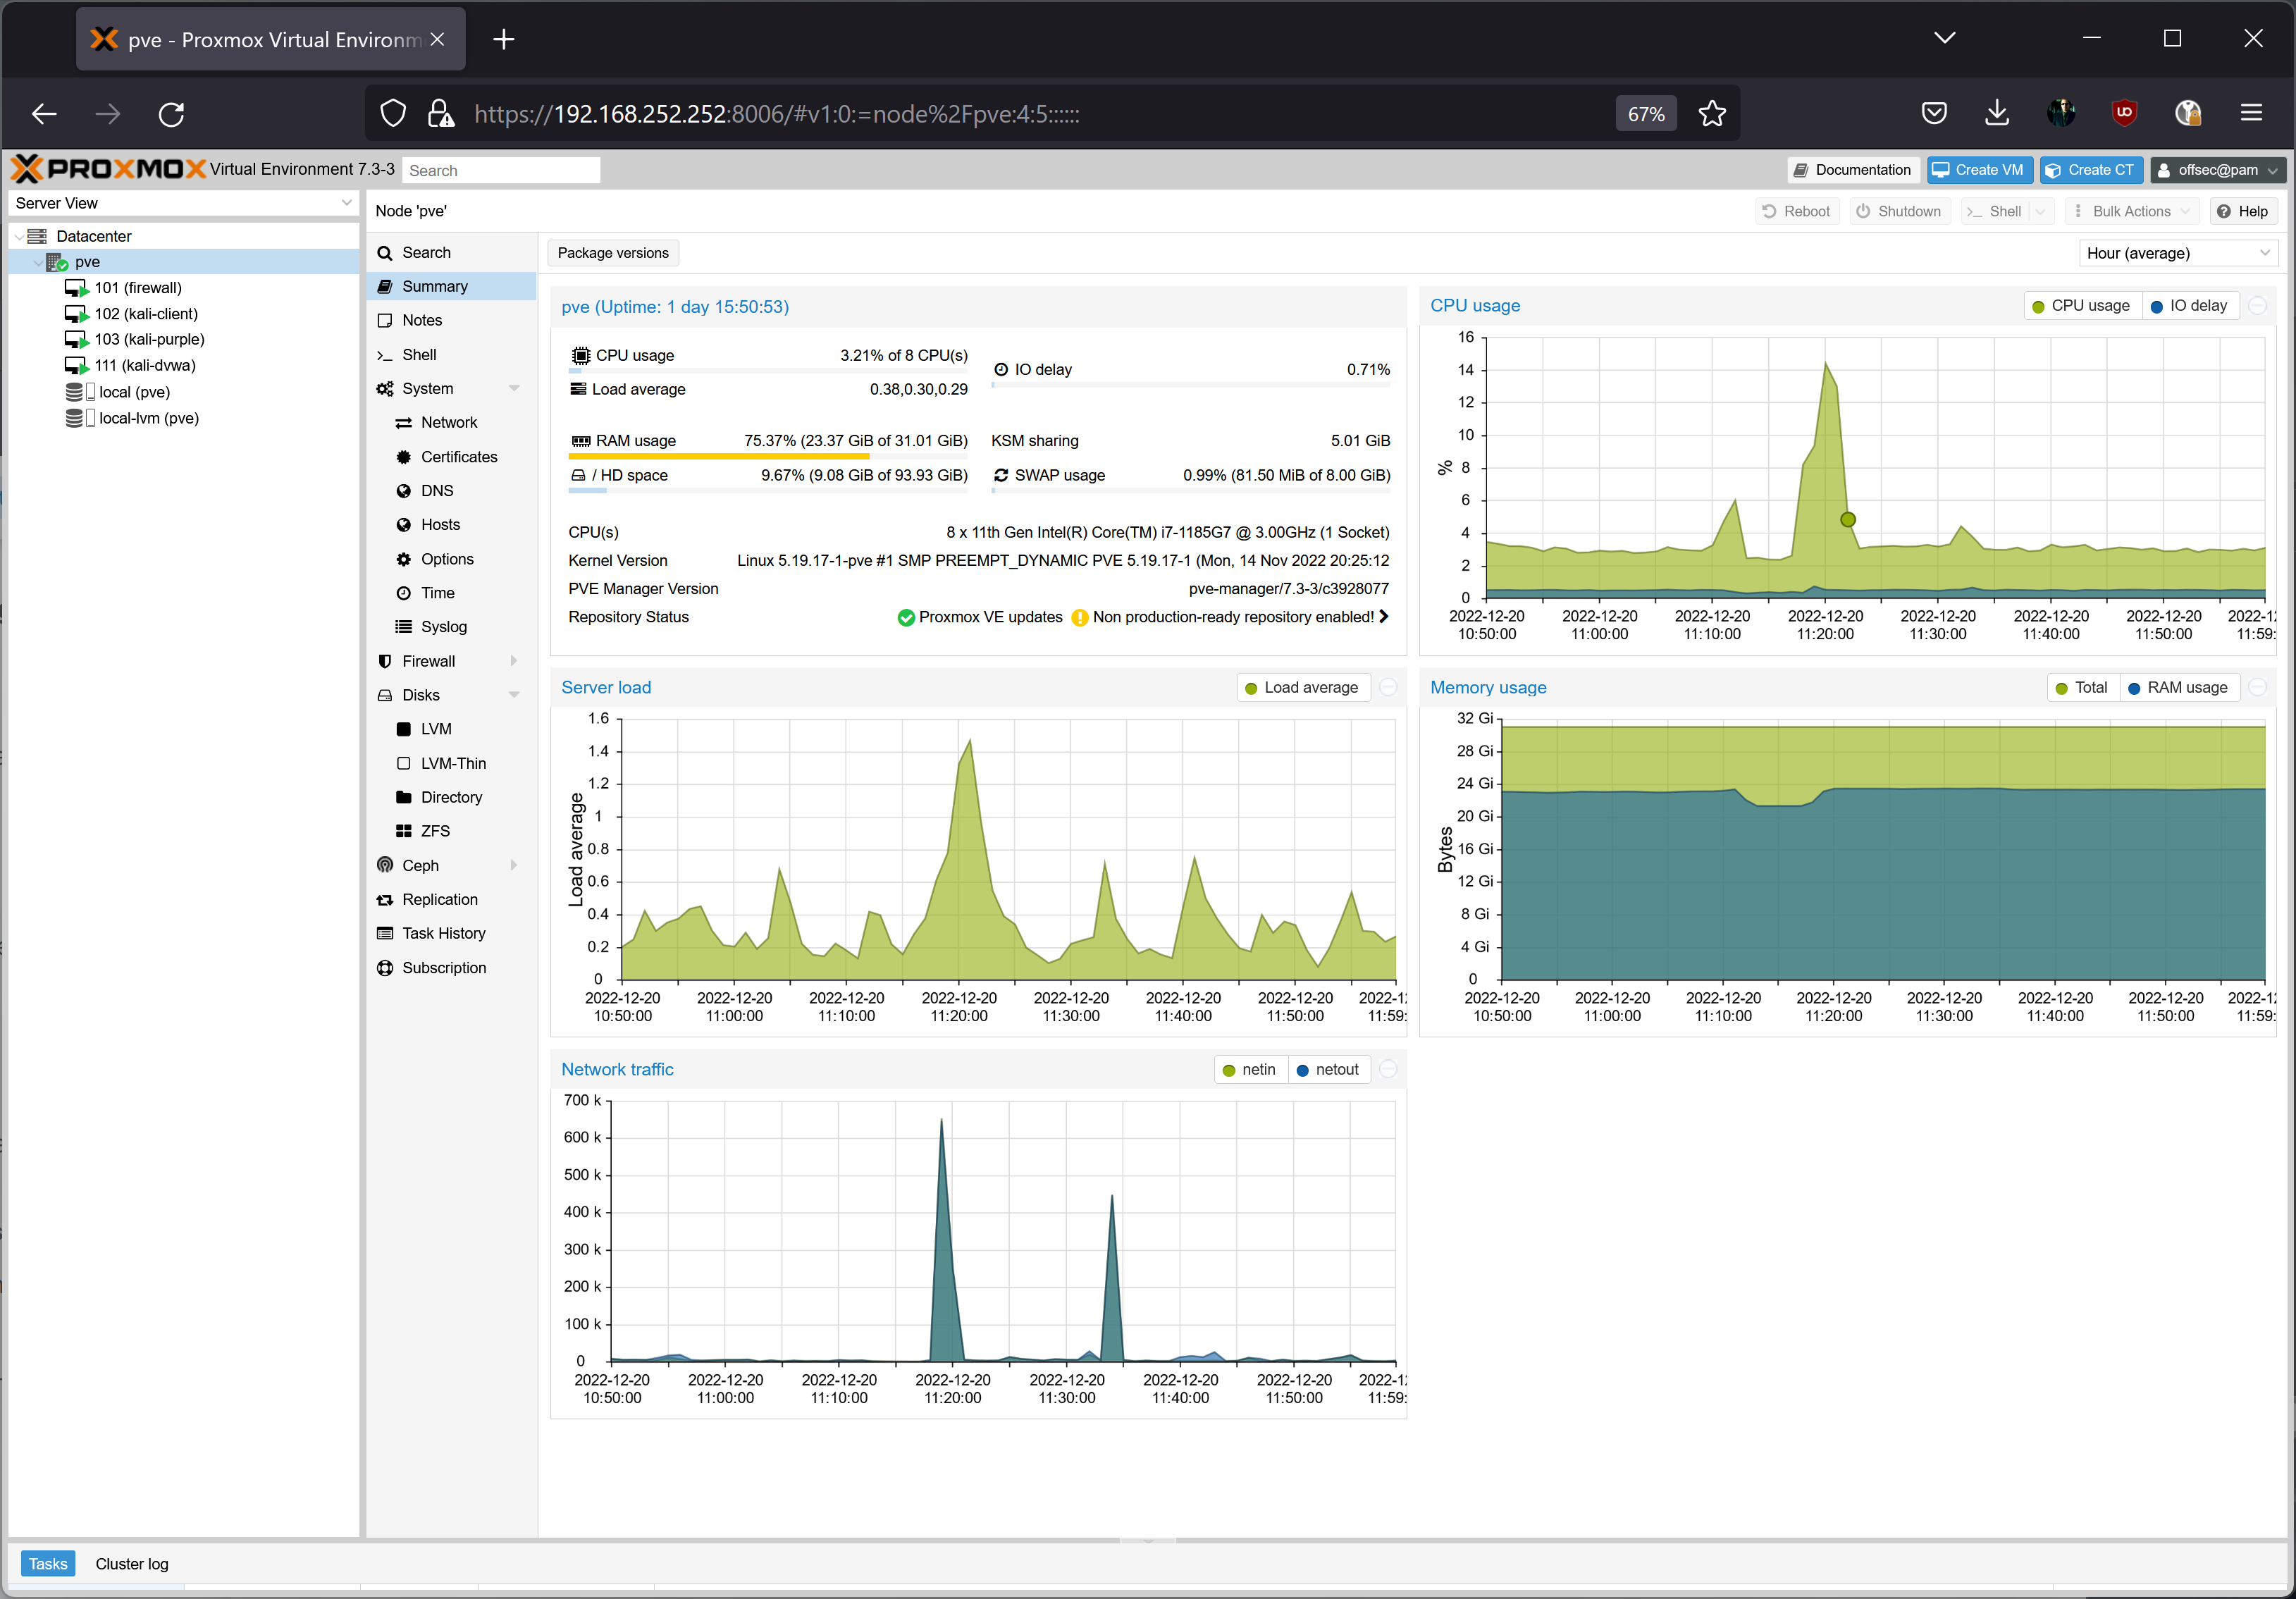 pve - Proxmox Virtual Environm
https://192.168.252.252:8006/#v1:0:=node%2Fpve:4:5::::::
67%
PROXMOX Virtual Environment 7.3-3
Search
Documentation
Create VM
Create CT
offsec@pam
Server View
Datacenter
pve
101 (firewall)
102 (kali-client)
103 (kali-purple)
111 (kali-dvwa)
local (pve)
local-lvm (pve)
Node 'pve'
Reboot
Shutdown
Shell
Bulk Actions
Help
Search
Summary
Notes
Shell
System
Network
Certificates
DNS
Hosts
Options
Time
Syslog
Firewall
Disks
LVM
LVM-Thin
Directory
ZFS
Ceph
Replication
Task History
Subscription
Package versions
Hour (average)
pve (Uptime: 1 day 15:50:53)
CPU usage 3.21% of 8 CPU(s)
IO delay 0.71%
Load average 0.38,0.30,0.29
RAM usage 75.37% (23.37 GiB of 31.01 GiB)
KSM sharing 5.01 GiB
/ HD space 9.67% (9.08 GiB of 93.93 GiB)
SWAP usage 0.99% (81.50 MiB of 8.00 GiB)
CPU(s) 8 x 11th Gen Intel(R) Core(TM) i7-1185G7 @ 3.00GHz (1 Socket)
Kernel Version Linux 5.19.17-1-pve #1 SMP PREEMPT_DYNAMIC PVE 5.19.17-1 (Mon, 14 Nov 2022 20:25:12
PVE Manager Version pve-manager/7.3-3/c3928077
Repository Status Proxmox VE updates Non production-ready repository enabled!
CPU usage
CPU usage IO delay
16
14
12
10
8
6
4
2
0
%
2022-12-20 2022-12-20 2022-12-20 2022-12-20 2022-12-20 2022-12-20 2022-12-20 2022-12
10:50:00 11:00:00 11:10:00 11:20:00 11:30:00 11:40:00 11:50:00 11:59:
Server load
Load average
1.6
1.4
1.2
1
0.8
0.6
0.4
0.2
0
Load average
2022-12-20 2022-12-20 2022-12-20 2022-12-20 2022-12-20 2022-12-20 2022-12-20 2022-12
10:50:00 11:00:00 11:10:00 11:20:00 11:30:00 11:40:00 11:50:00 11:59:
Memory usage
Total RAM usage
32 Gi
28 Gi
24 Gi
20 Gi
16 Gi
12 Gi
8 Gi
4 Gi
0
Bytes
2022-12-20 2022-12-20 2022-12-20 2022-12-20 2022-12-20 2022-12-20 2022-12-20 2022-12
10:50:00 11:00:00 11:10:00 11:20:00 11:30:00 11:40:00 11:50:00 11:59:
Network traffic
netin netout
700 k
600 k
500 k
400 k
300 k
200 k
100 k
0
2022-12-20 2022-12-20 2022-12-20 2022-12-20 2022-12-20 2022-12-20 2022-12-20 2022-12
10:50:00 11:00:00 11:10:00 11:20:00 11:30:00 11:40:00 11:50:00 11:59:
Tasks
Cluster log